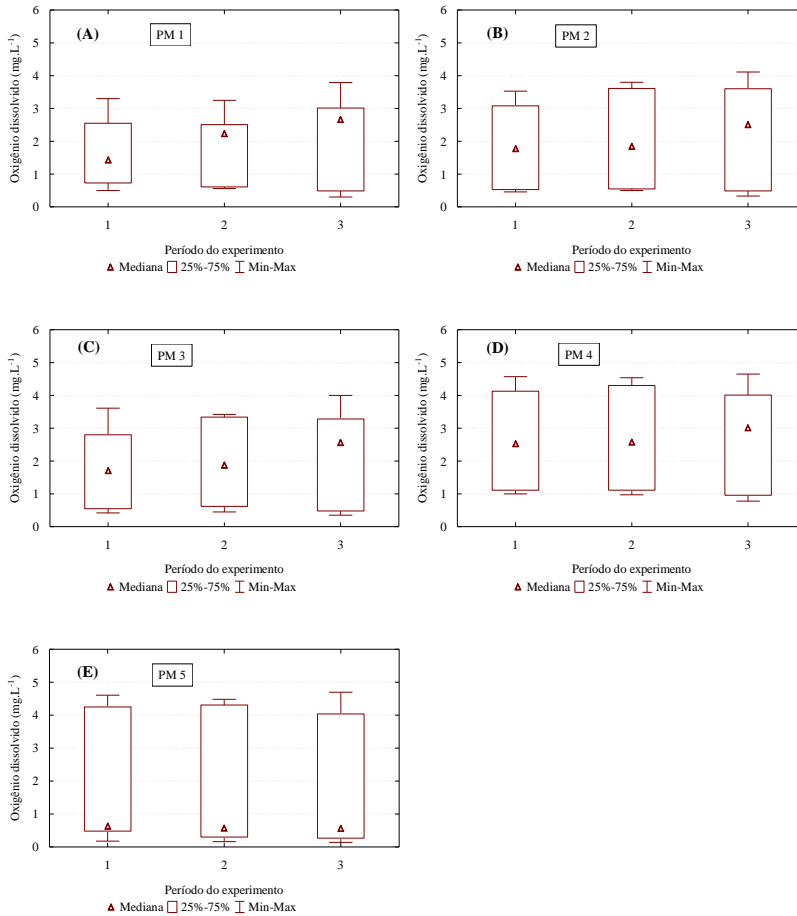 (A) PM 1
Oxigênio dissolvido (mg.L⁻¹)
6
5
4
3
2
1
0
1 2 3
Período do experimento
Mediana 25%-75% Min-Max
(B) PM 2
Oxigênio dissolvido (mg.L⁻¹)
6
5
4
3
2
1
0
1 2 3
Período do experimento
Mediana 25%-75% Min-Max
(C) PM 3
Oxigênio dissolvido (mg.L⁻¹)
6
5
4
3
2
1
0
1 2 3
Período do experimento
Mediana 25%-75% Min-Max
(D) PM 4
Oxigênio dissolvido (mg.L⁻¹)
6
5
4
3
2
1
0
1 2 3
Período do experimento
Mediana 25%-75% Min-Max
(E) PM 5
Oxigênio dissolvido (mg.L⁻¹)
6
5
4
3
2
1
0
1 2 3
Período do experimento
Mediana 25%-75% Min-Max